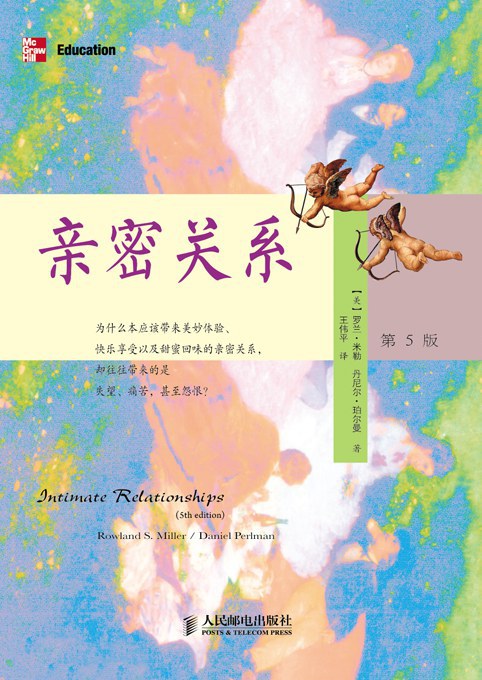 Mc
Graw
Hill
Education
亲密关系
为什么本应该带来美妙体验、
快乐享受以及甜蜜回味的亲密关系，
却往往带来的是
失望、痛苦，甚至怨恨？
【美】罗兰·米勒 丹尼尔·珀尔曼 著
王伟平 译
第5版
Intimate Relationships
(5th edition)
Rowland S. Miller / Daniel Perlman
人民邮电出版社
POSTS & TELECOM PRESS